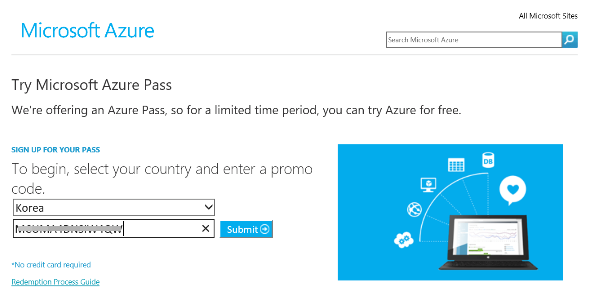 All Microsoft Sites
Microsoft Azure
Search Microsoft Azure
Try Microsoft Azure Pass
We're offering an Azure Pass, so for a limited time period, you can try Azure for free.
SIGN UP FOR YOUR PASS
To begin, select your country and enter a promo
code.
Korea
Submit
*No credit card required
Redemption Process Guide
DB